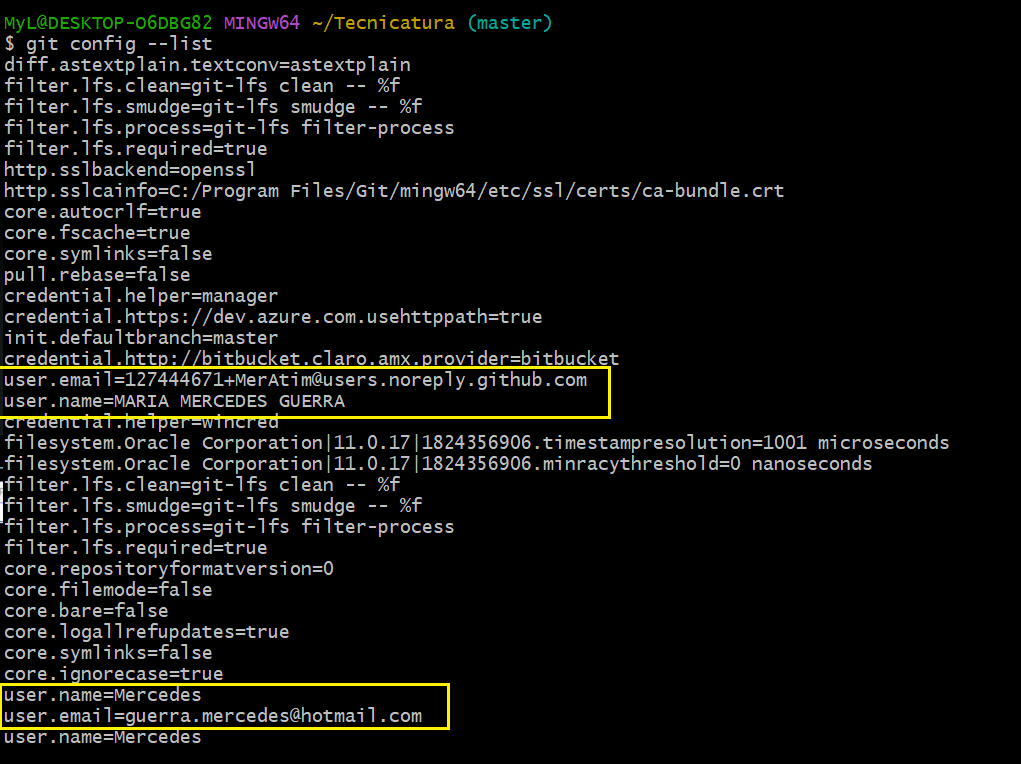 MyL@DESKTOP-O6DBG82 MINGW64 ~/Tecnicatura (master)
$ git config --list
diff.astextplain.textconv=astextplain
filter.lfs.clean=git-lfs clean -- %f
filter.lfs.smudge=git-lfs smudge -- %f
filter.lfs.process=git-lfs filter-process
filter.lfs.required=true
http.sslbackend=openssl
http.sslcainfo=C:/Program Files/Git/mingw64/etc/ssl/certs/ca-bundle.crt
core.autocrlf=true
core.fscache=true
core.symlinks=false
pull.rebase=false
credential.helper=manager
credential.https://dev.azure.com.usehttppath=true
init.defaultbranch=master
credential.http://bitbucket.claro.amx.provider=bitbucket
user.email=127444671+MerAtim@users.noreply.github.com
user.name=MARIA MERCEDES GUERRA
credential.helper=wincred
filesystem.Oracle Corporation|11.0.17|1824356906.timestampresolution=1001 microseconds
filesystem.Oracle Corporation|11.0.17|1824356906.minracythreshold=0 nanoseconds
filter.lfs.clean=git-lfs clean -- %f
filter.lfs.smudge=git-lfs smudge -- %f
filter.lfs.process=git-lfs filter-process
filter.lfs.required=true
core.repositoryformatversion=0
core.filemode=false
core.bare=false
core.logallrefupdates=true
core.symlinks=false
core.ignorecase=true
user.name=Mercedes
user.email=guerra.mercedes@hotmail.com
user.name=Mercedes